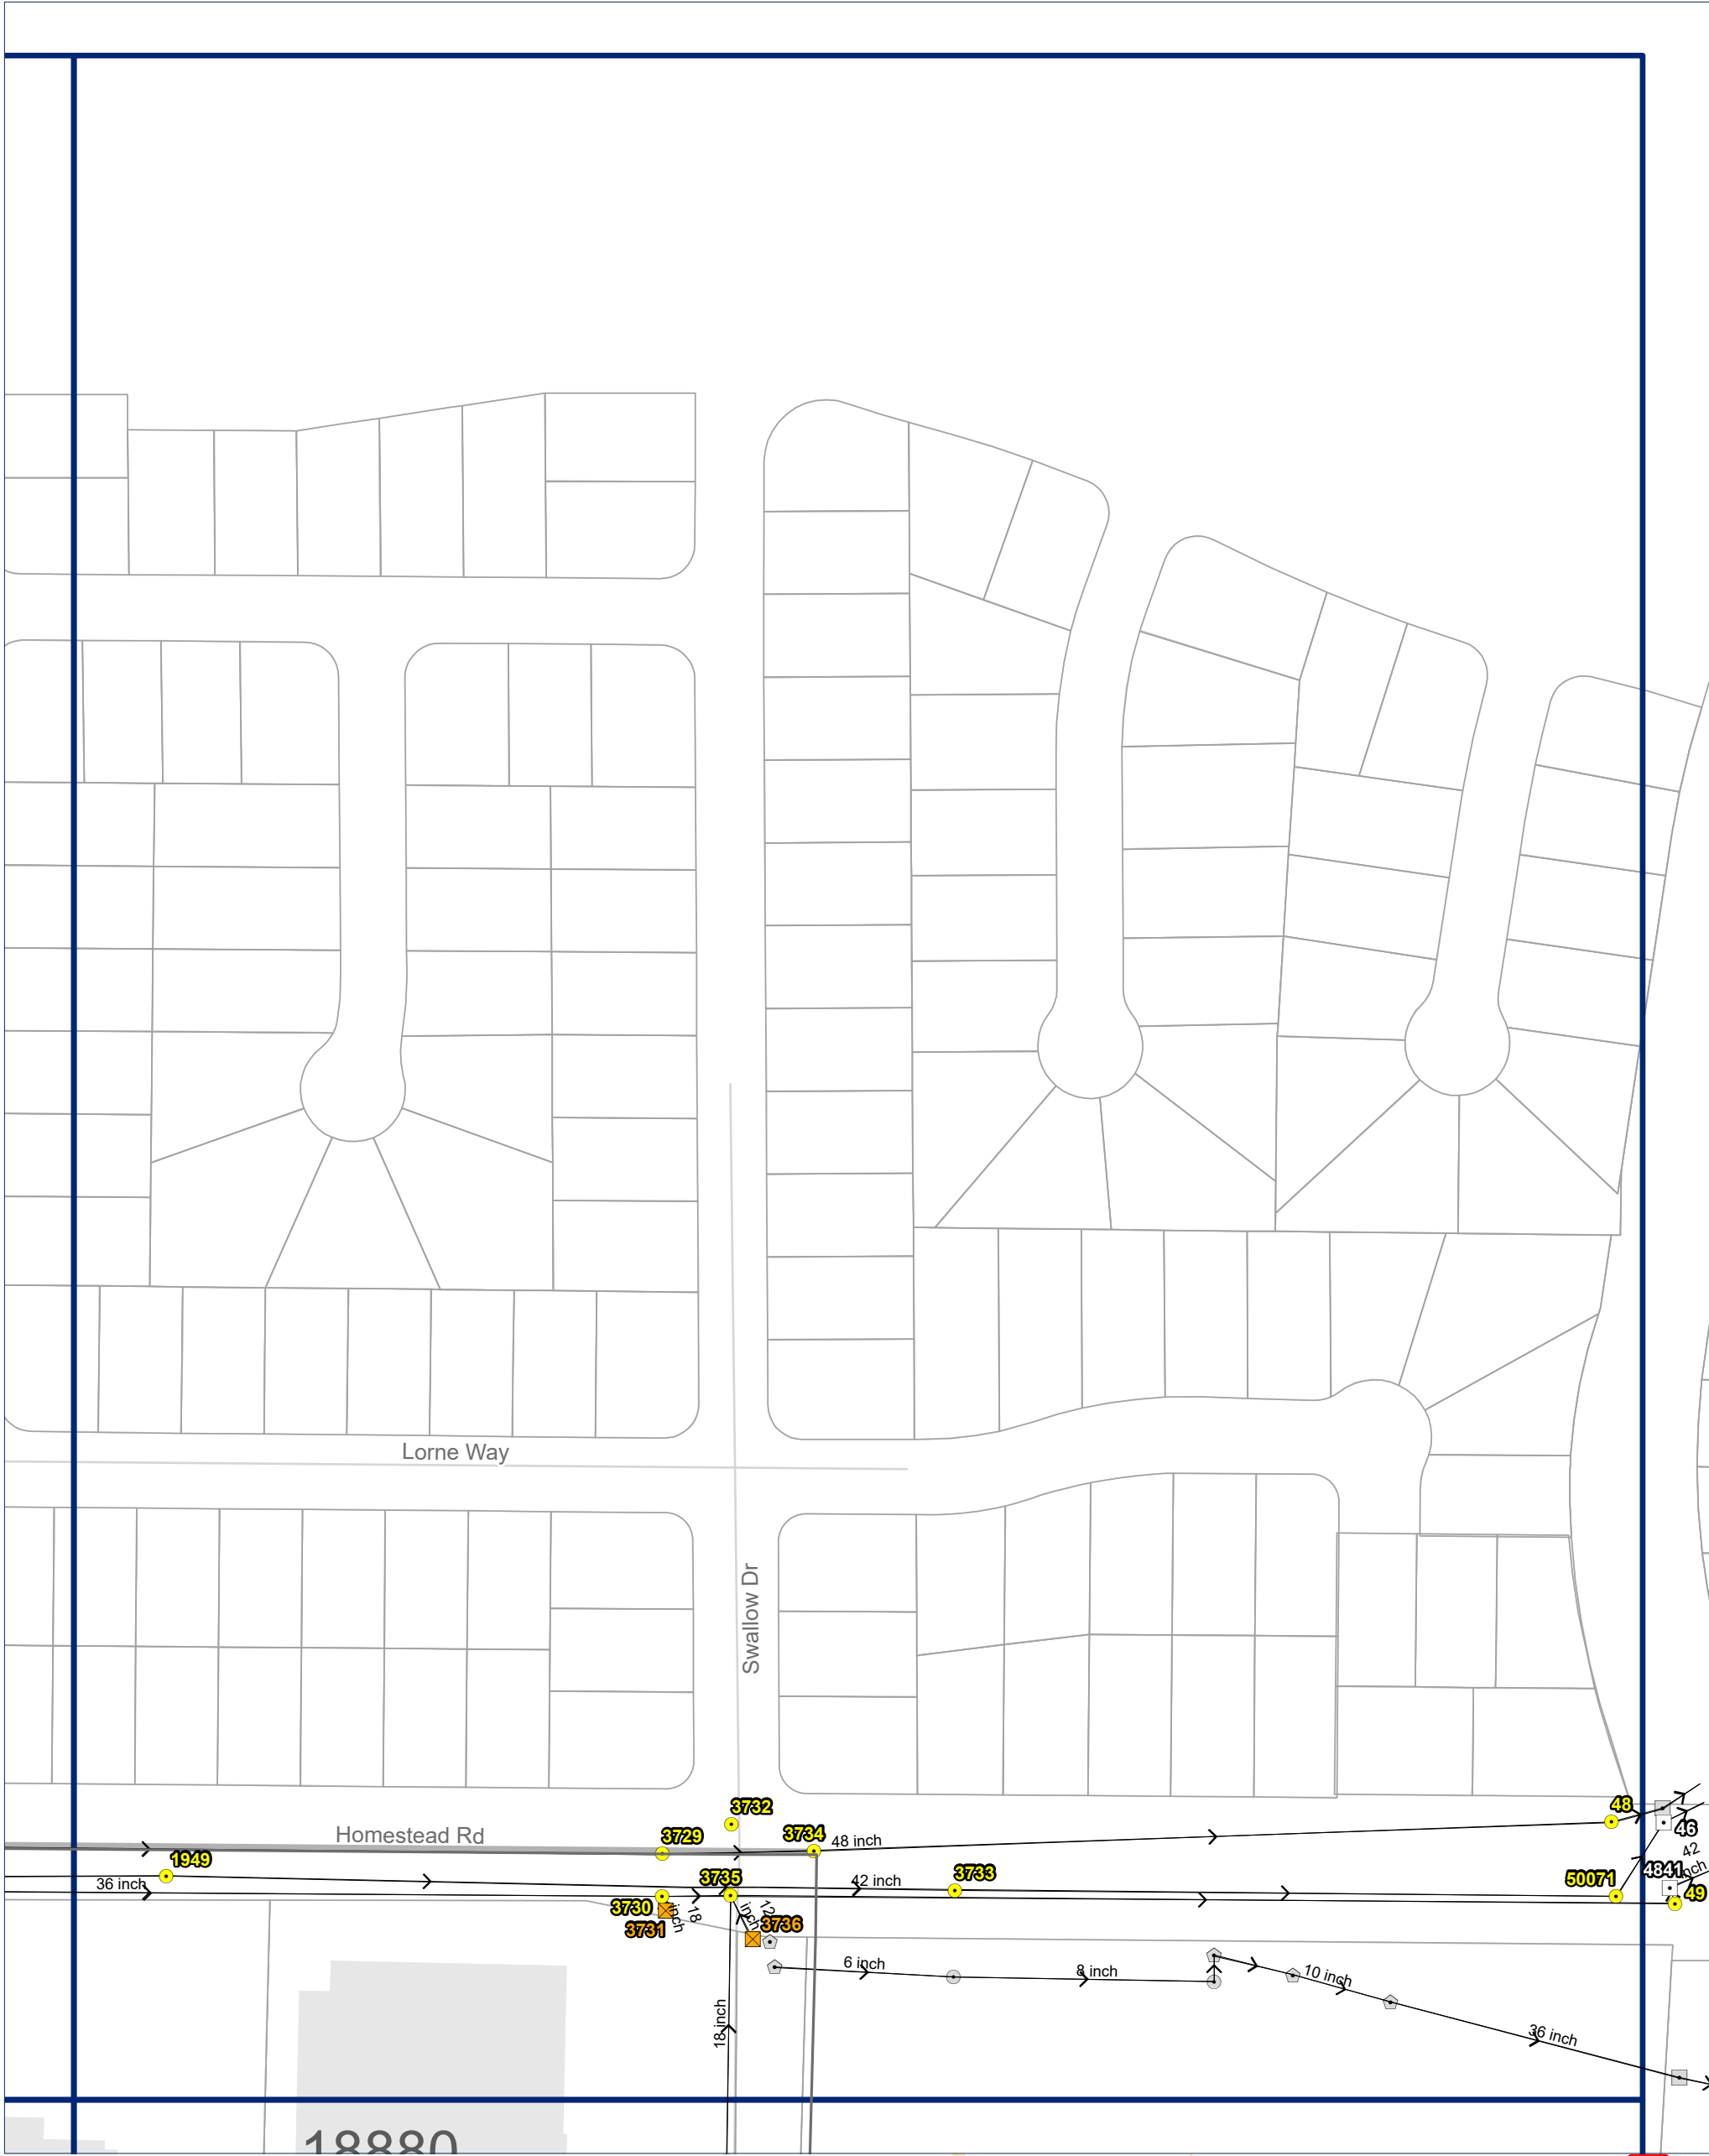 Lorne Way
Swallow Dr
Homestead Rd
3732
48
3729
3734
48 inch
46
1949
42 inch
36 inch
3735
42 inch
3733
50071
4841
49
3730
18 inch
12 inch
3731
3736
6 inch
8 inch
10 inch
18 inch
36 inch
18880